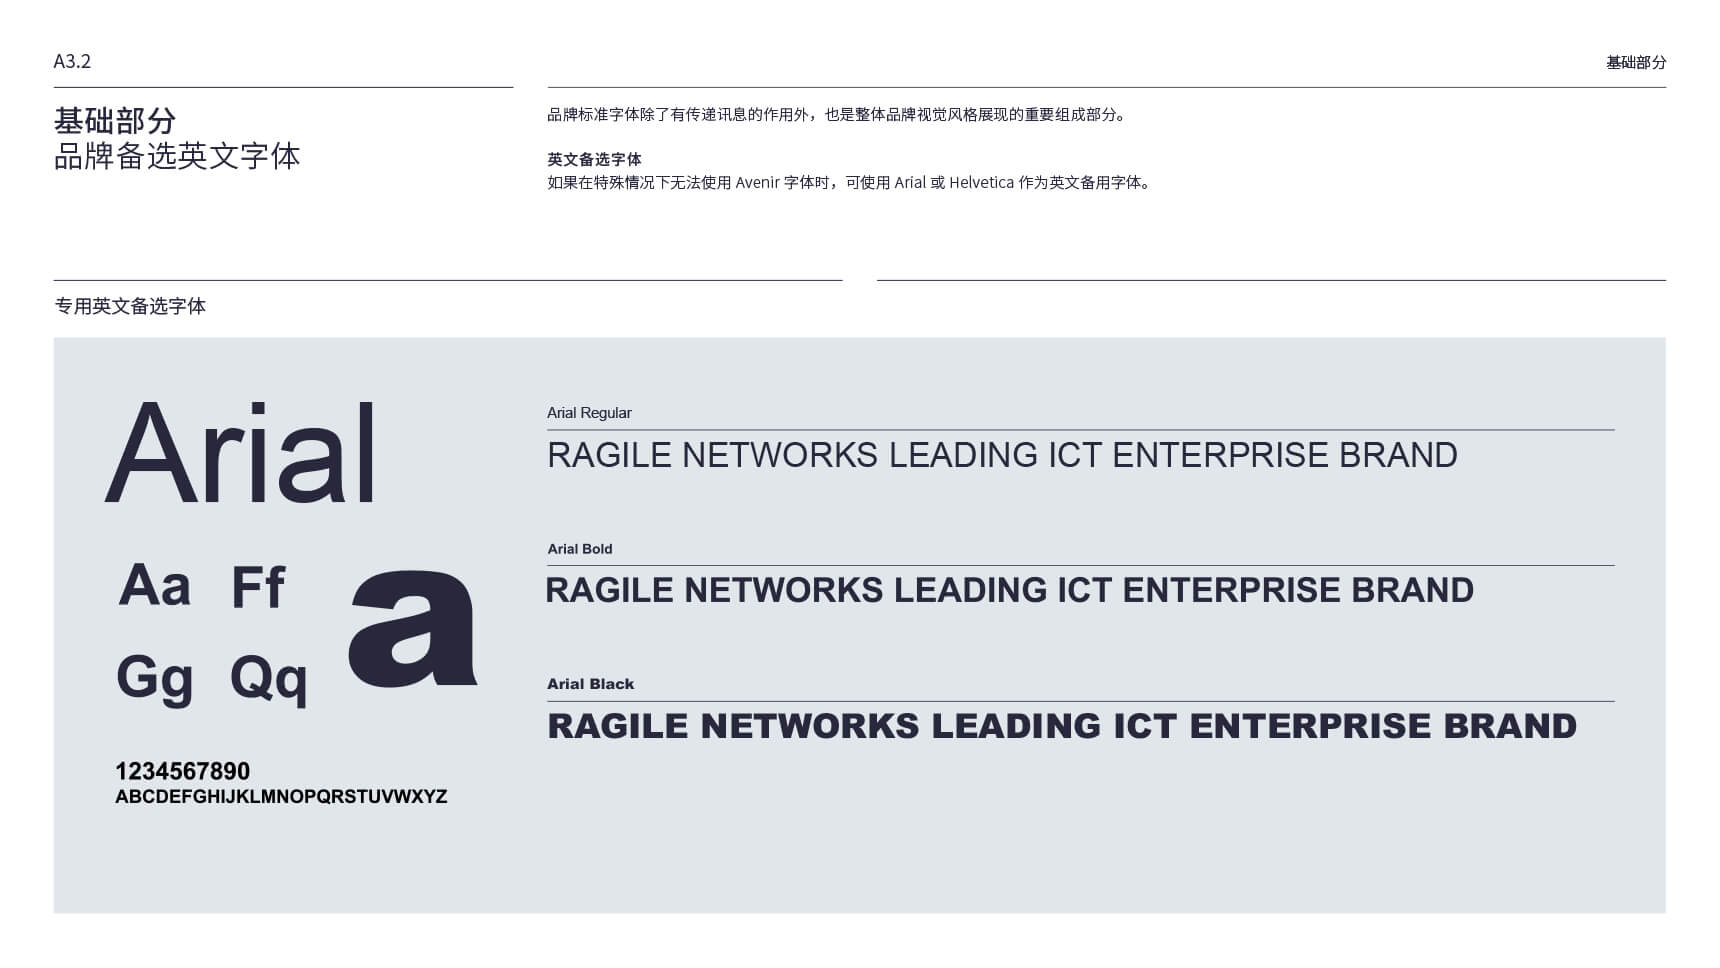 A3.2
基础部分
基础部分
品牌备选英文字体
品牌标准字体除了有传递讯息的作用外，也是整体品牌视觉风格展现的重要组成部分。
英文备选字体
如果在特殊情况下无法使用 Avenir 字体时，可使用 Arial 或 Helvetica 作为英文备用字体。
专用英文备选字体
Arial
Aa Ff
a
Gg Qq
1234567890
ABCDEFGHIJKLMNOPQRSTUVWXYZ
Arial Regular
RAGILE NETWORKS LEADING ICT ENTERPRISE BRAND
Arial Bold
RAGILE NETWORKS LEADING ICT ENTERPRISE BRAND
Arial Black
RAGILE NETWORKS LEADING ICT ENTERPRISE BRAND